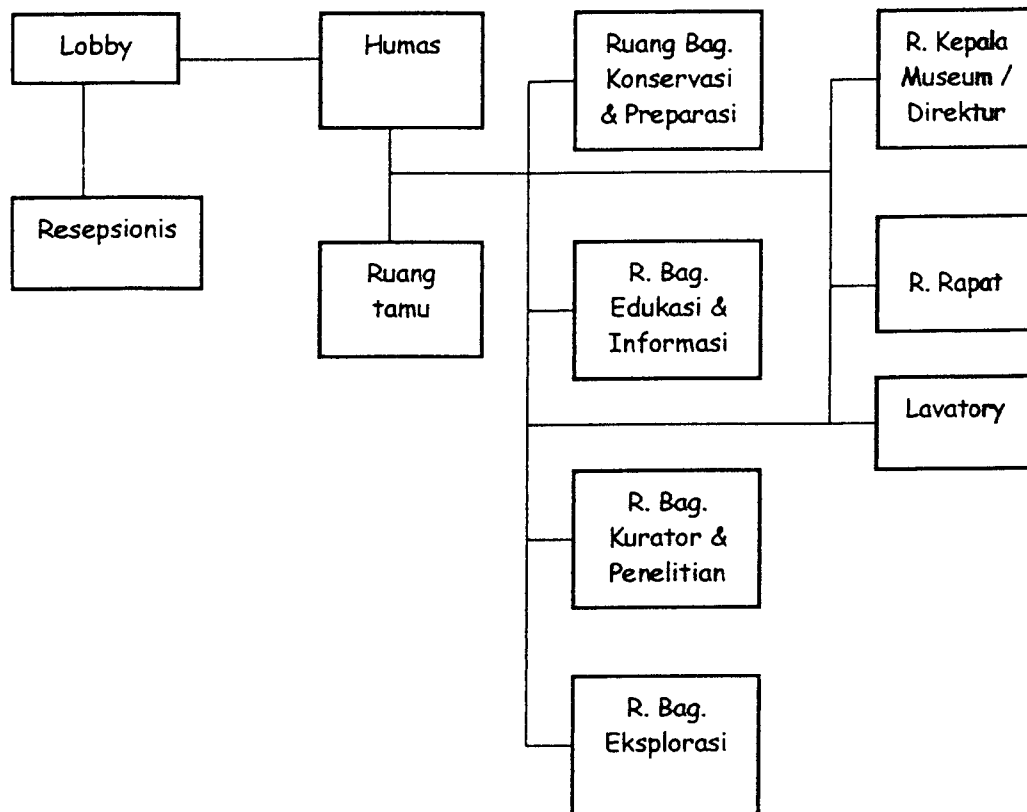 Lobby
Humas
Ruang Bag.
Konservasi
& Preparasi
R. Kepala
Museum /
Direktur
Resepsionis
Ruang
tamu
R. Bag.
Edukasi &
Informasi
R. Rapat
Lavatory
R. Bag.
Kurator &
Penelitian
R. Bag.
Eksplorasi